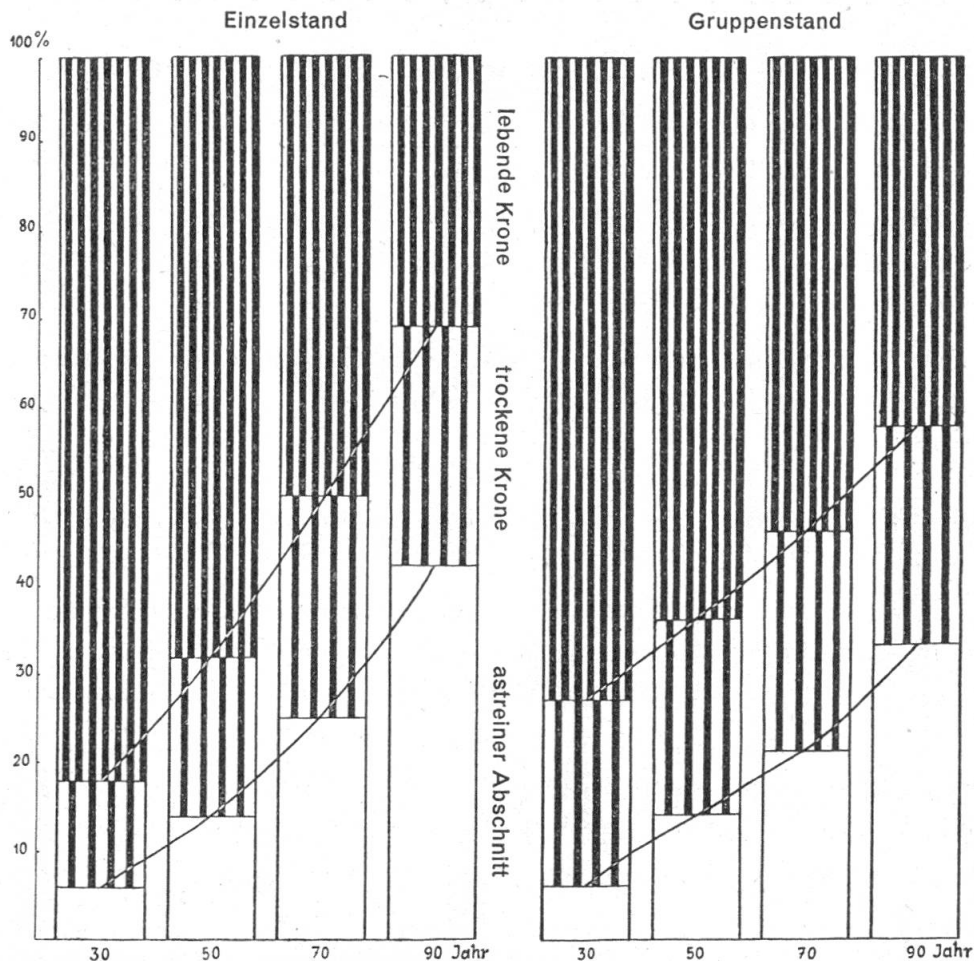 Einzelstand
Gruppenstand
100%
90
80
70
60
50
40
30
20
10
lebende Krone
trockene Krone
astreiner Abschnitt
30 50 70 90 Jahr
30 50 70 90 Jahr